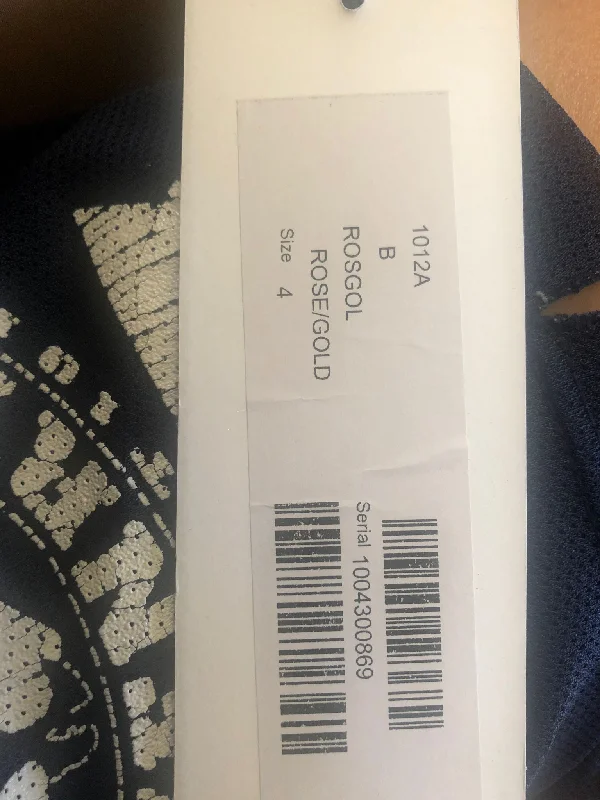 1012A
B
ROSGOL
ROSE/GOLD
Size 4
Serial 1004300869